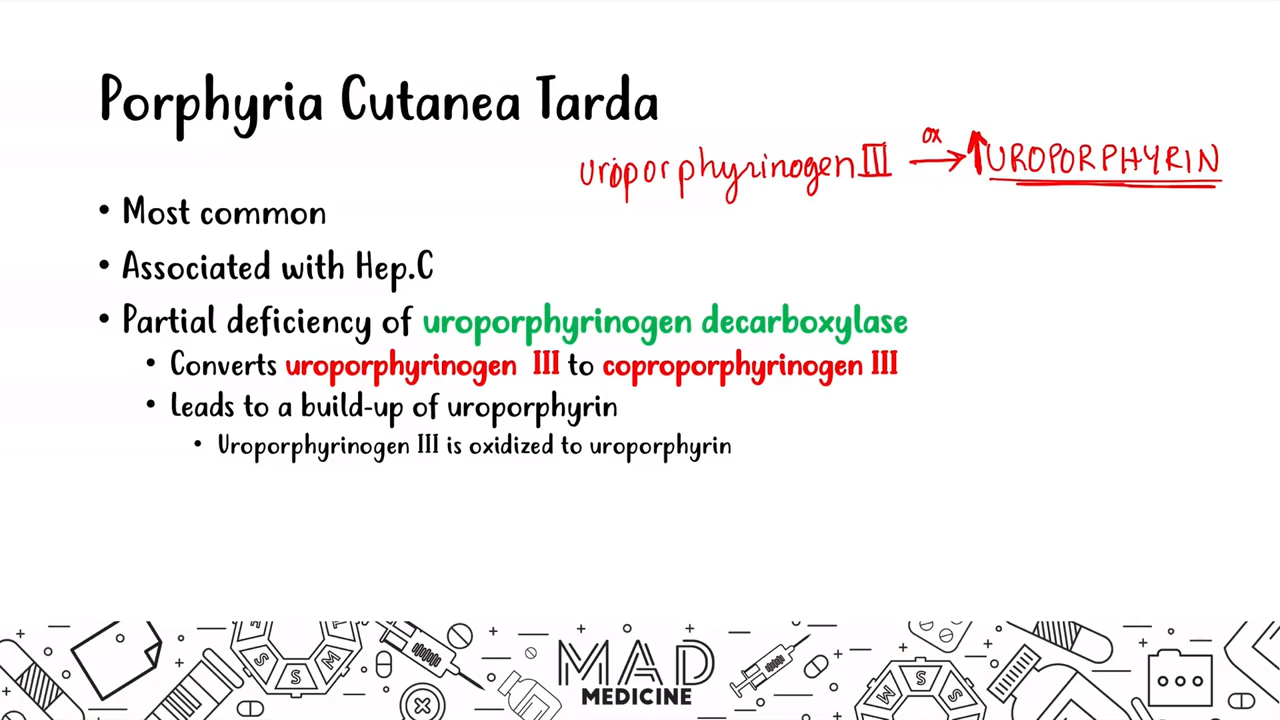 Porphyria Cutanea Tarda
uroporphyrinogen III ox → ↑UROPORPHYRIN
• Most common
• Associated with Hep.C
• Partial deficiency of uroporphyrinogen decarboxylase
• Converts uroporphyrinogen III to coproporphyrinogen III
• Leads to a build-up of uroporphyrin
• Uroporphyrinogen III is oxidized to uroporphyrin
S S M
MAD
MEDICINE
M S S